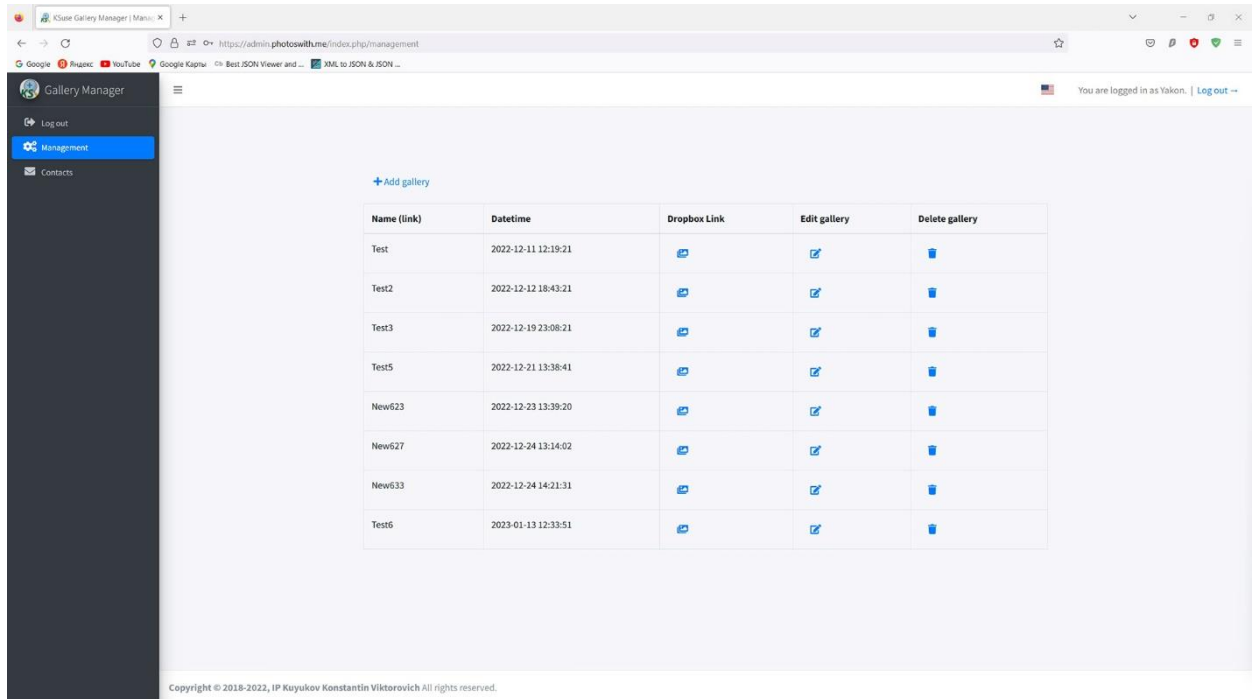 KSuse Gallery Manager | Manag
https://admin.photoswith.me/index.php/management
Google Яндекс YouTube Google Карты Best JSON Viewer and ... XML to JSON & JSON ...
Gallery Manager
You are logged in as Yakon. | Log out →
Log out
Management
Contacts
Add gallery
Name (link) Datetime Dropbox Link Edit gallery Delete gallery
Test 2022-12-11 12:19:21
Test2 2022-12-12 18:43:21
Test3 2022-12-19 23:08:21
Test5 2022-12-21 13:38:41
New623 2022-12-23 13:39:20
New627 2022-12-24 13:14:02
New633 2022-12-24 14:21:31
Test6 2023-01-13 12:33:51
Copyright © 2018-2022, IP Kuyukov Konstantin Viktorovich All rights reserved.